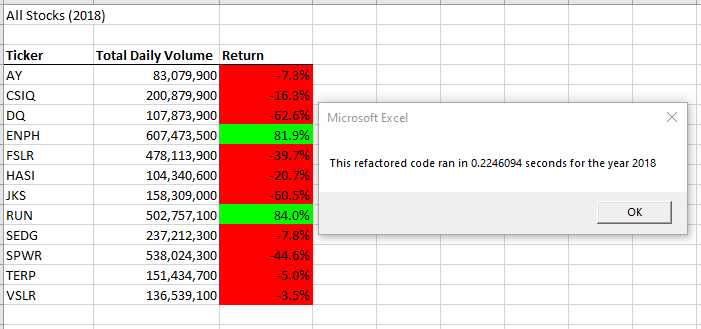 All Stocks (2018)
Ticker Total Daily Volume Return
AY 83,079,900 -7.3%
CSIQ 200,879,900 -16.3%
DQ 107,873,900 -62.6%
ENPH 607,473,500 81.9%
FSLR 478,113,900 -39.7%
HASI 104,340,600 -20.7%
JKS 158,309,000 -60.5%
RUN 502,757,100 84.0%
SEDG 237,212,300 -7.8%
SPWR 538,024,300 -44.6%
TERP 151,434,700 -5.0%
VSLR 136,539,100 -3.5%
Microsoft Excel
This refactored code ran in 0.2246094 seconds for the year 2018
OK